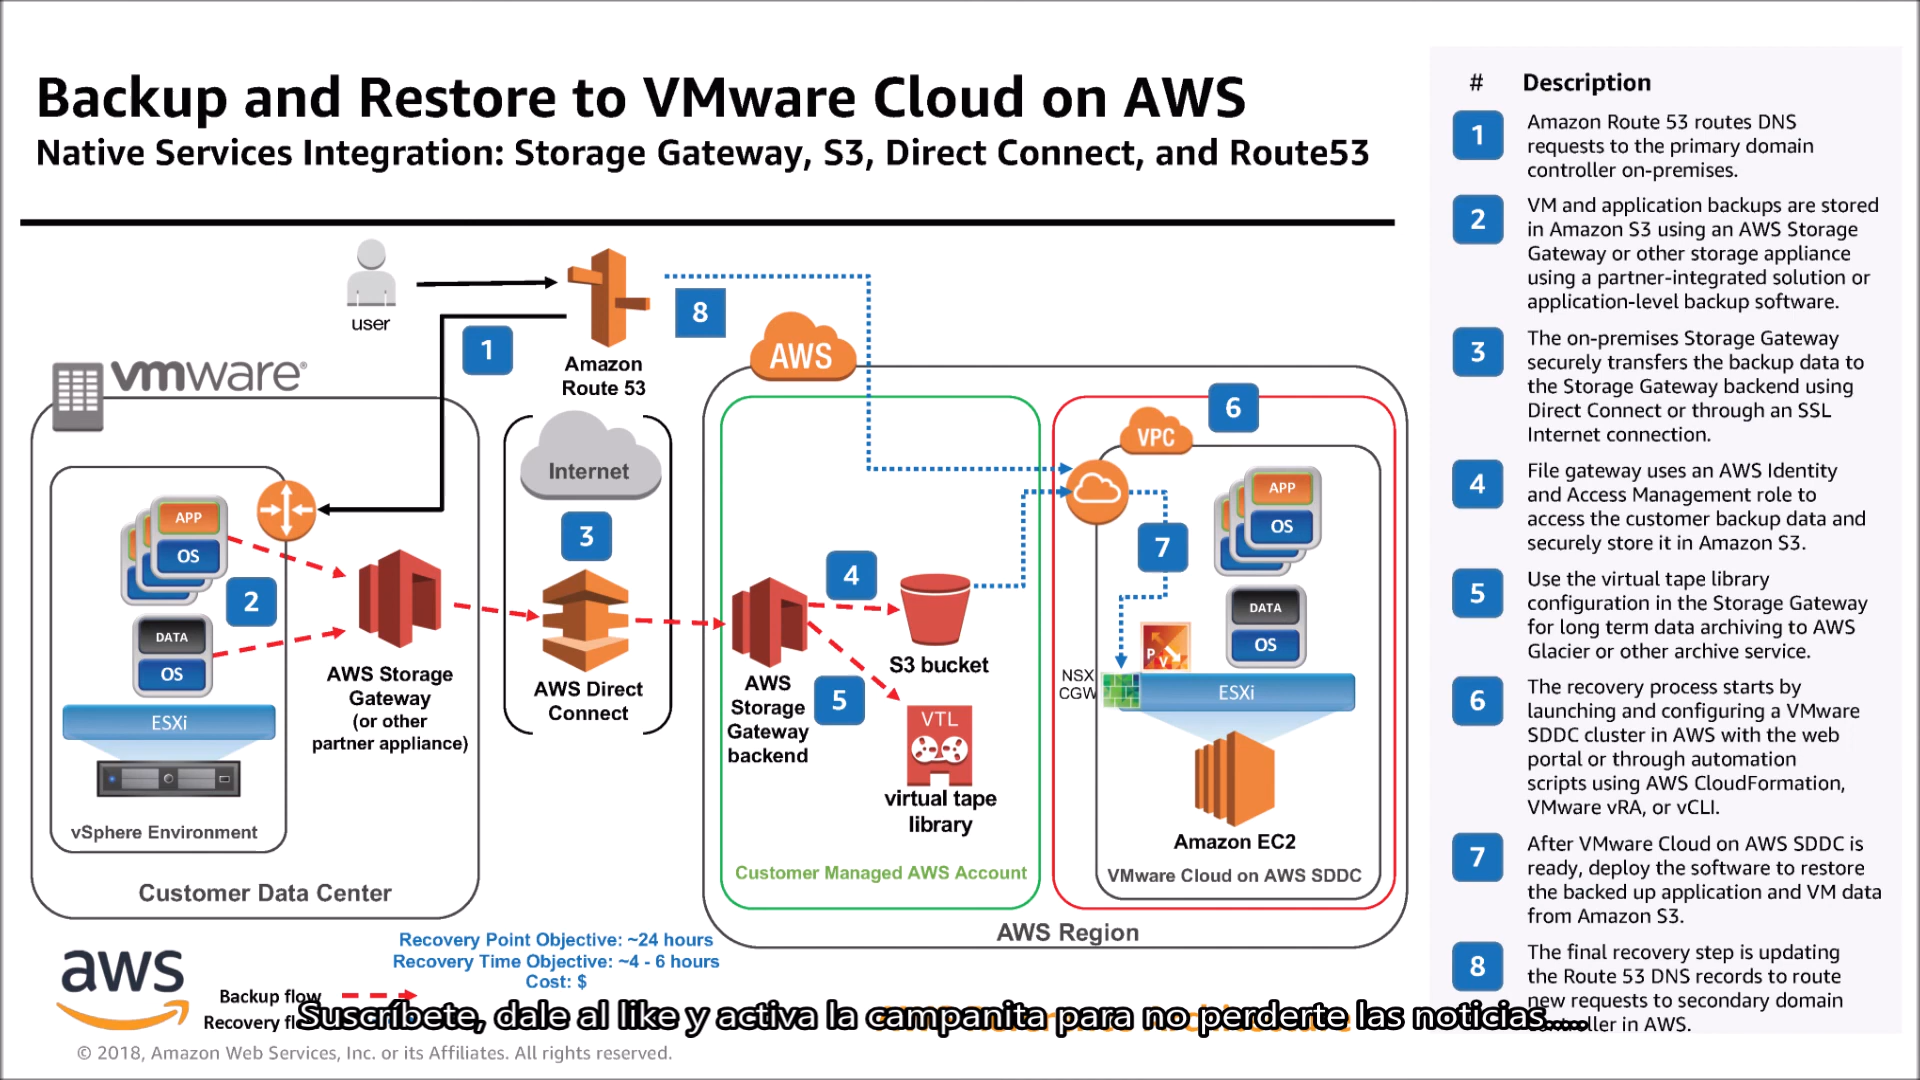 Backup and Restore to VMware Cloud on AWS
Native Services Integration: Storage Gateway, S3, Direct Connect, and Route53
user
1
Amazon
Route 53
8
vmware®
AWS
Internet
3
AWS Direct
Connect
APP
OS
2
DATA
OS
ESXi
vSphere Environment
AWS Storage
Gateway
(or other
partner appliance)
Customer Data Center
AWS
Storage
Gateway
backend
4
5
S3 bucket
VTL
virtual tape
library
Customer Managed AWS Account
6
VPC
7
APP
OS
DATA
OS
P
V
NSX
CGW
ESXi
Amazon EC2
VMware Cloud on AWS SDDC
AWS Region
Recovery Point Objective: ~24 hours
Recovery Time Objective: ~4 - 6 hours
Cost: $
aws
Backup flow
Recovery
Suscríbete, dale al like y activa la campanita para no perderte las noticias.....
© 2018, Amazon Web Services, Inc. or its Affiliates. All rights reserved.
# Description
1 Amazon Route 53 routes DNS
requests to the primary domain
controller on-premises.
2 VM and application backups are stored
in Amazon S3 using an AWS Storage
Gateway or other storage appliance
using a partner-integrated solution or
application-level backup software.
3 The on-premises Storage Gateway
securely transfers the backup data to
the Storage Gateway backend using
Direct Connect or through an SSL
Internet connection.
4 File gateway uses an AWS Identity
and Access Management role to
access the customer backup data and
securely store it in Amazon S3.
5 Use the virtual tape library
configuration in the Storage Gateway
for long term data archiving to AWS
Glacier or other archive service.
6 The recovery process starts by
launching and configuring a VMware
SDDC cluster in AWS with the web
portal or through automation
scripts using AWS CloudFormation,
VMware vRA, or vCLI.
7 After VMware Cloud on AWS SDDC is
ready, deploy the software to restore
the backed up application and VM data
from Amazon S3.
8 The final recovery step is updating
the Route 53 DNS records to route
new requests to secondary domain
in AWS.